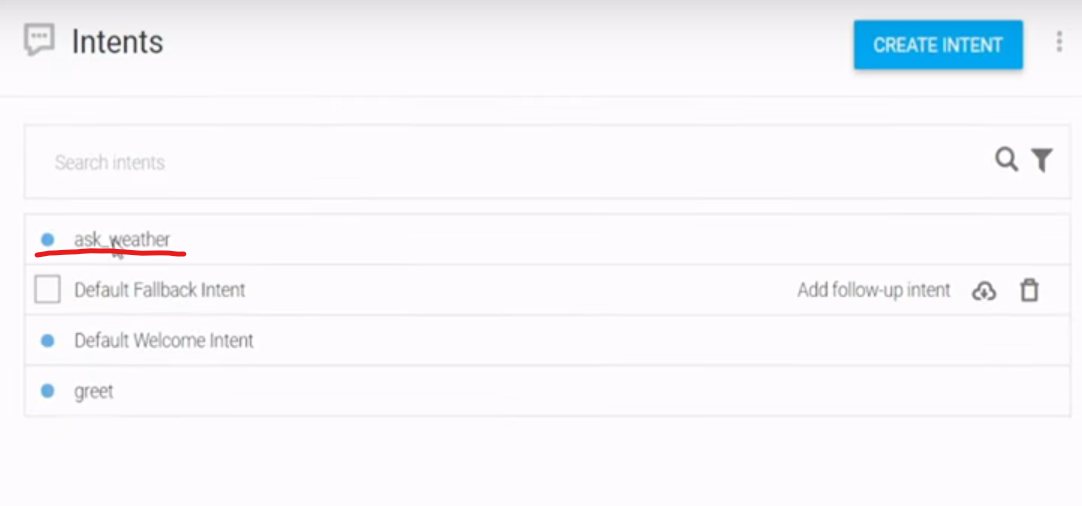 Intents
CREATE INTENT
Search intents
ask_weather
Default Fallback Intent
Add follow-up intent
Default Welcome Intent
greet